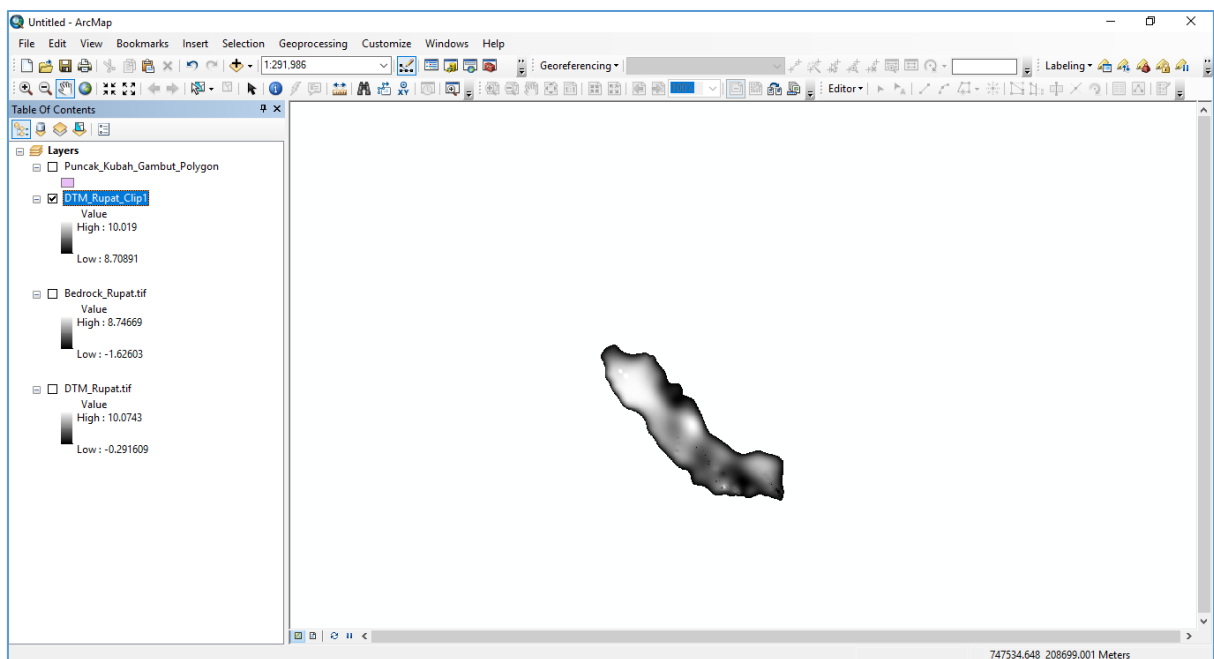 Untitled - ArcMap
File Edit View Bookmarks Insert Selection Geoprocessing Customize Windows Help
1:291,986 Georeferencing Labeling
Editor
Table Of Contents
Layers
Puncak_Kubah_Gambut_Polygon
DTM_Rupat_Clip1
Value
High : 10.019
Low : 8.70891
Bedrock_Rupat.tif
Value
High : 8.74669
Low : -1.62603
DTM_Rupat.tif
Value
High : 10.0743
Low : -0.291609
747534.648 208699.001 Meters